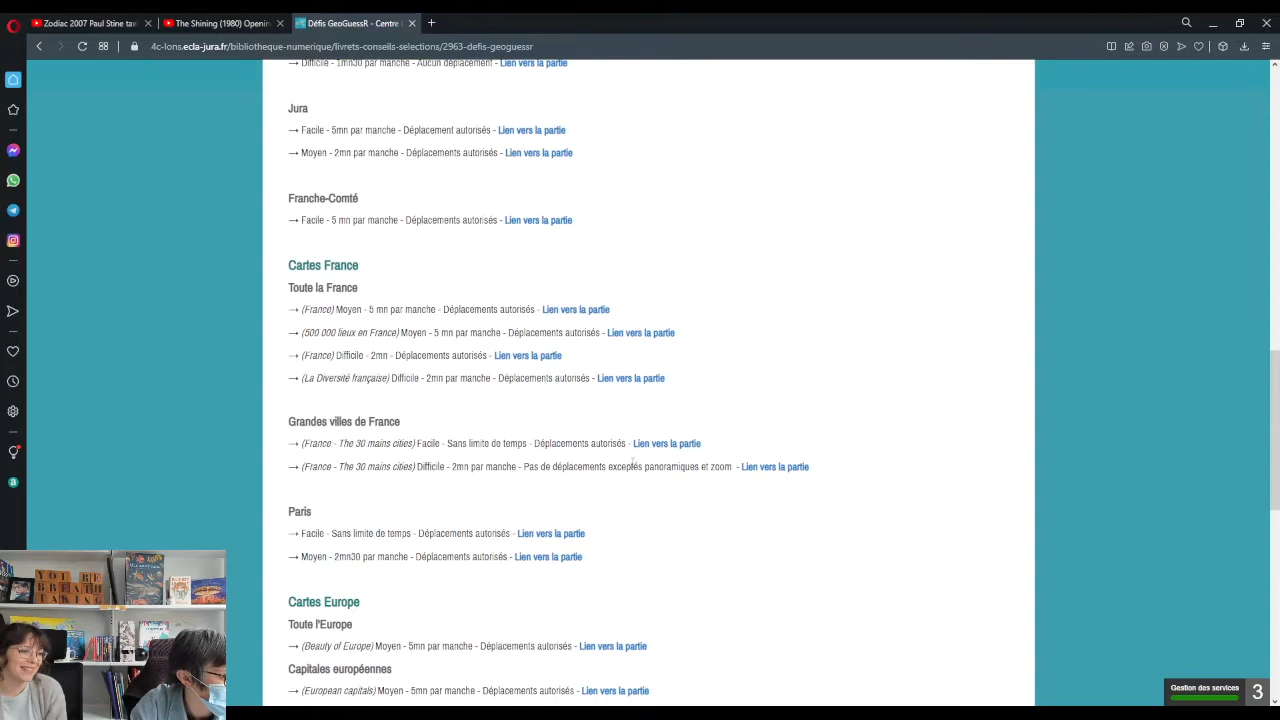 Zodiac 2007 Pal Stine taxi
The Shining (1980) Openin
Défis GeoGuessR - Centre
4c-lons.ecla-jura.fr/bibliotheque-numerique/livrets-conseils-selections/2963-defis-geoguessr
→ Difficile - 1mn30 par manche - Aucun déplacement - Lien vers la partie
Jura
→ Facile - 5mn par manche - Déplacement autorisés - Lien vers la partie
→ Moyen - 2mn par manche - Déplacements autorisés - Lien vers la partie
Franche-Comté
→ Facile - 5 mn par manche - Déplacements autorisés - Lien vers la partie
Cartes France
Toute la France
→ (France) Moyen - 5 mn par manche - Déplacements autorisés - Lien vers la partie
→ (500 000 lieux en France) Moyen - 5 mn par manche - Déplacements autorisés - Lien vers la partie
→ (France) Difficile - 2mn - Déplacements autorisés - Lien vers la partie
→ (La Diversité française) Difficile - 2mn par manche - Déplacements autorisés - Lien vers la partie
Grandes villes de France
→ (France - The 30 mains cities) Facile - Sans limite de temps - Déplacements autorisés - Lien vers la partie
→ (France - The 30 mains cities) Difficile - 2mn par manche - Pas de déplacements exceptés panoramiques et zoom - Lien vers la partie
Paris
→ Facile - Sans limite de temps - Déplacements autorisés - Lien vers la partie
→ Moyen - 2mn30 par manche - Déplacements autorisés - Lien vers la partie
Cartes Europe
Toute l'Europe
→ (Beauty of Europe) Moyen - 5mn par manche - Déplacements autorisés - Lien vers la partie
Capitales européennes
→ (European capitals) Moyen - 5mn par manche - Déplacements autorisés - Lien vers la partie
Gestion des services
3